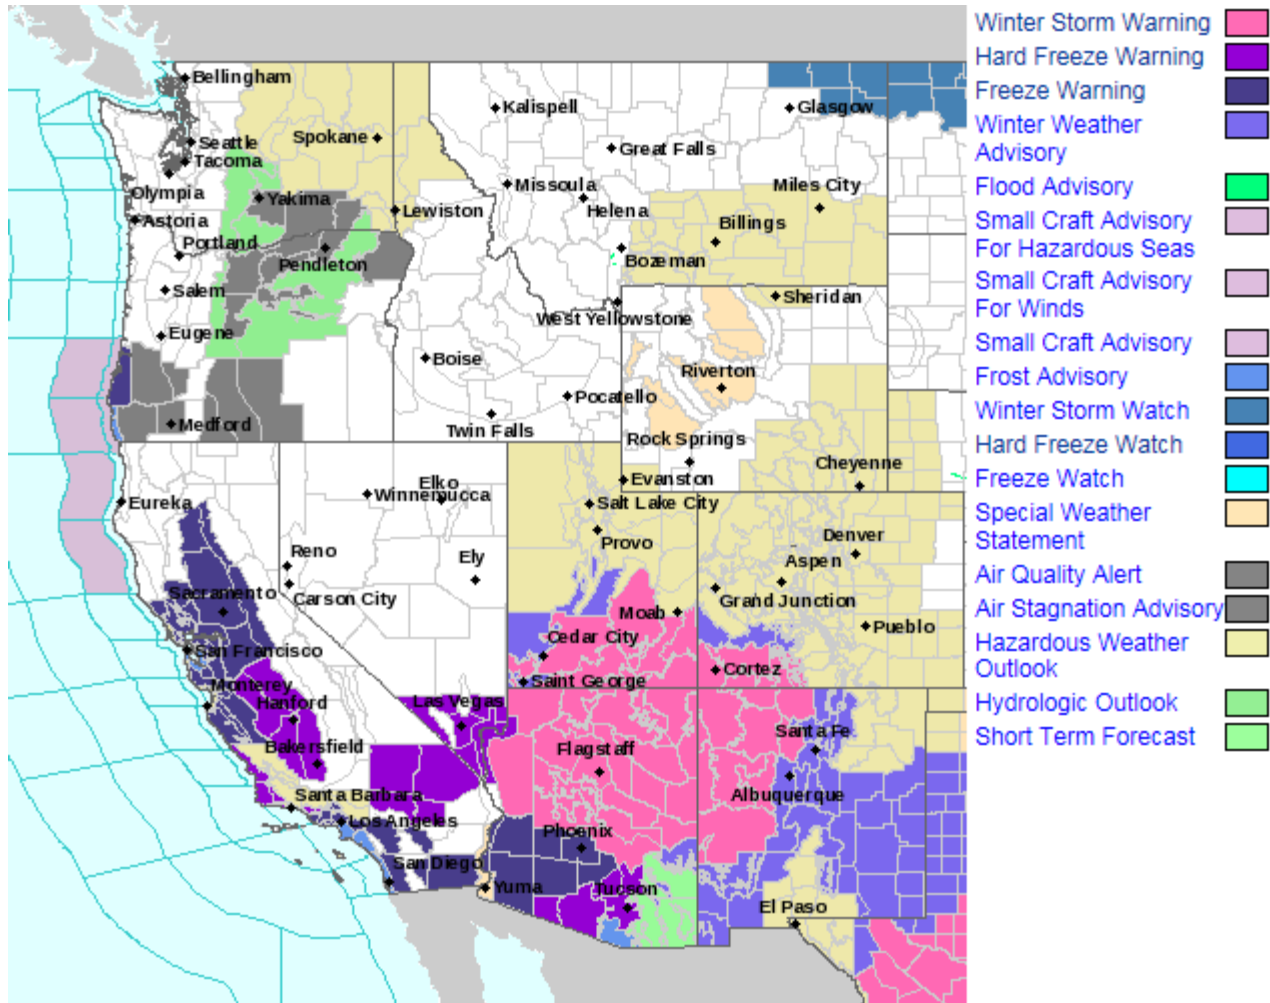 Bellingham
Seattle
Tacoma
Olympia
Astoria
Portland
Salem
Eugene
Medford
Spokane
Yakima
Pendleton
Lewiston
Kalispell
Great Falls
Missoula
Helena
Bozeman
Glasgow
Miles City
Billings
West Yellowstone
Sheridan
Boise
Pocatello
Twin Falls
Riverton
Rock Springs
Evanston
Cheyenne
Eureka
Elko
Winnemucca
Reno
Ely
Carson City
Salt Lake City
Provo
Denver
Aspen
Grand Junction
Moab
Pueblo
Cedar City
Saint George
Cortez
Sacramento
San Francisco
Monterey
Hanford
Las Vegas
Bakersfield
Santa Barbara
Los Angeles
San Diego
Flagstaff
Phoenix
Yuma
Tucson
Santa Fe
Albuquerque
El Paso
Winter Storm Warning
Hard Freeze Warning
Freeze Warning
Winter Weather
Advisory
Flood Advisory
Small Craft Advisory
For Hazardous Seas
Small Craft Advisory
For Winds
Small Craft Advisory
Frost Advisory
Winter Storm Watch
Hard Freeze Watch
Freeze Watch
Special Weather
Statement
Air Quality Alert
Air Stagnation Advisory
Hazardous Weather
Outlook
Hydrologic Outlook
Short Term Forecast